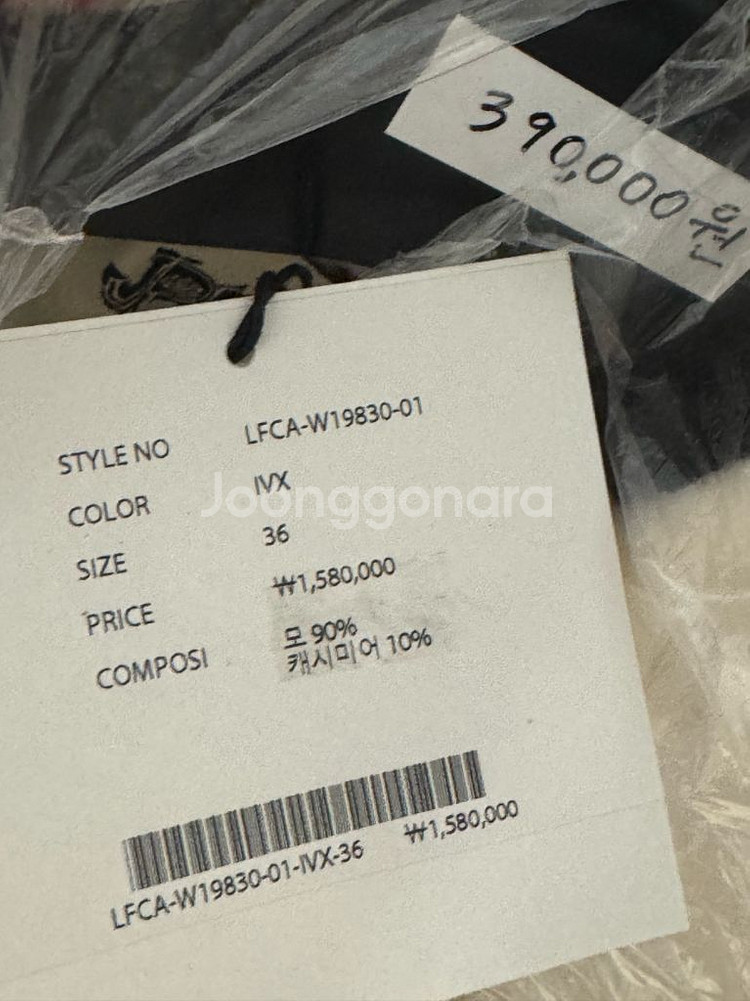 390,000원
STYLE NO LFCA-W19830-01
COLOR IVX
Joonggonara
SIZE 36
PRICE ₩1,580,000
COMPOSI 모 90%
캐시미어 10%
LFCA-W19830-01-IVX-36 ₩1,580,000